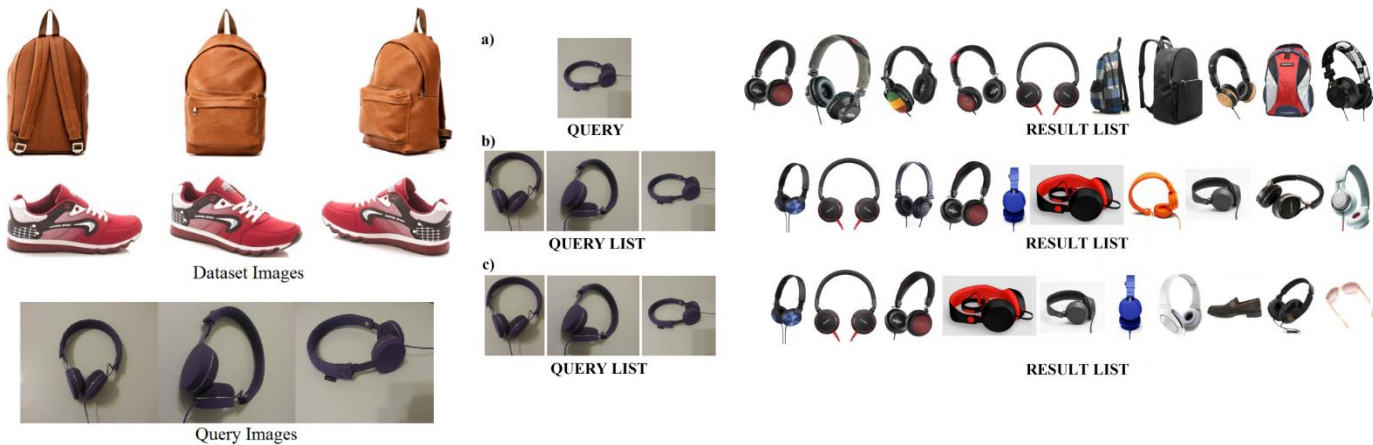 Dataset Images
Query Images
a)
QUERY
RESULT LIST
b)
QUERY LIST
RESULT LIST
c)
QUERY LIST
RESULT LIST